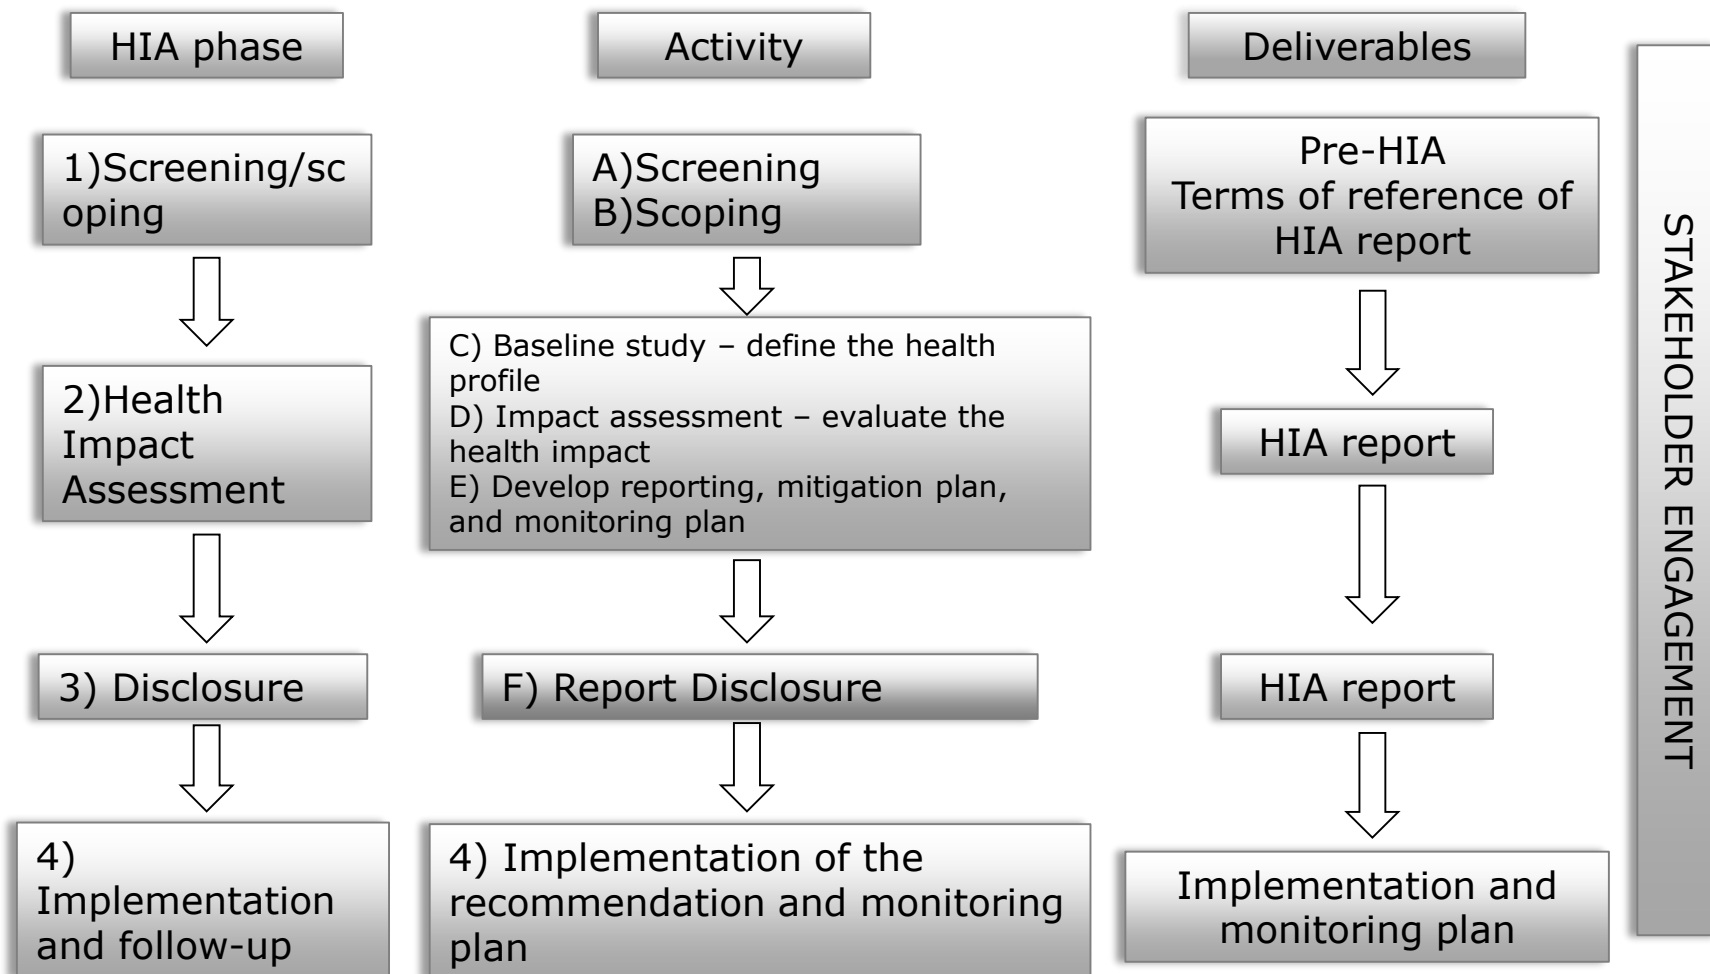 HIA phase
Activity
Deliverables
1)Screening/sc
oping
A)Screening
B)Scoping
Pre-HIA
Terms of reference of
HIA report
2)Health
Impact
Assessment
C) Baseline study – define the health
profile
D) Impact assessment – evaluate the
health impact
E) Develop reporting, mitigation plan,
and monitoring plan
HIA report
3) Disclosure
F) Report Disclosure
HIA report
4)
Implementation
and follow-up
4) Implementation of the
recommendation and monitoring
plan
Implementation and
monitoring plan
STAKEHOLDER ENGAGEMENT